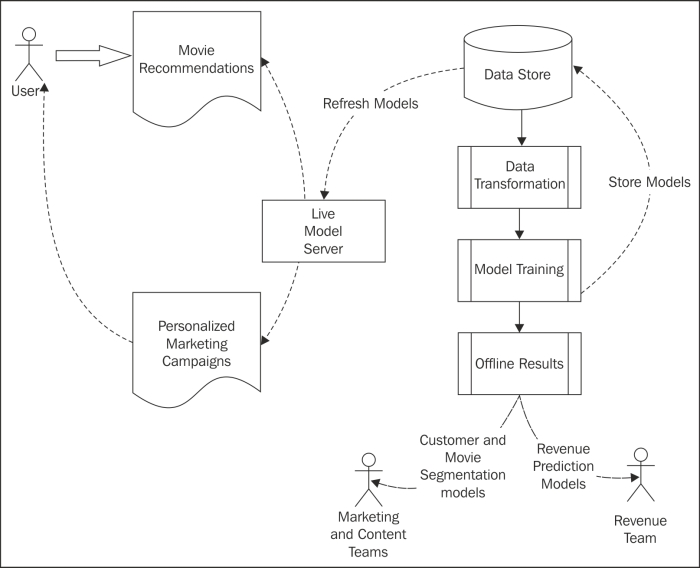 User
Movie
Recommendations
Refresh Models
Data Store
Data
Transformation
Store Models
Live
Model
Server
Model Training
Personalized
Marketing
Campaigns
Offline Results
Customer and
Movie
Segmentation
models
Revenue
Prediction
Models
Marketing
and Content
Teams
Revenue
Team